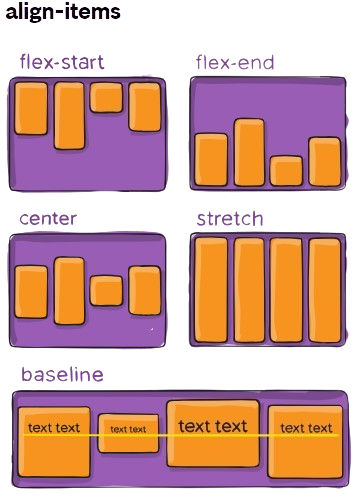 align-items
flex-start
flex-end
center
stretch
baseline
text text
text text
text text
text text